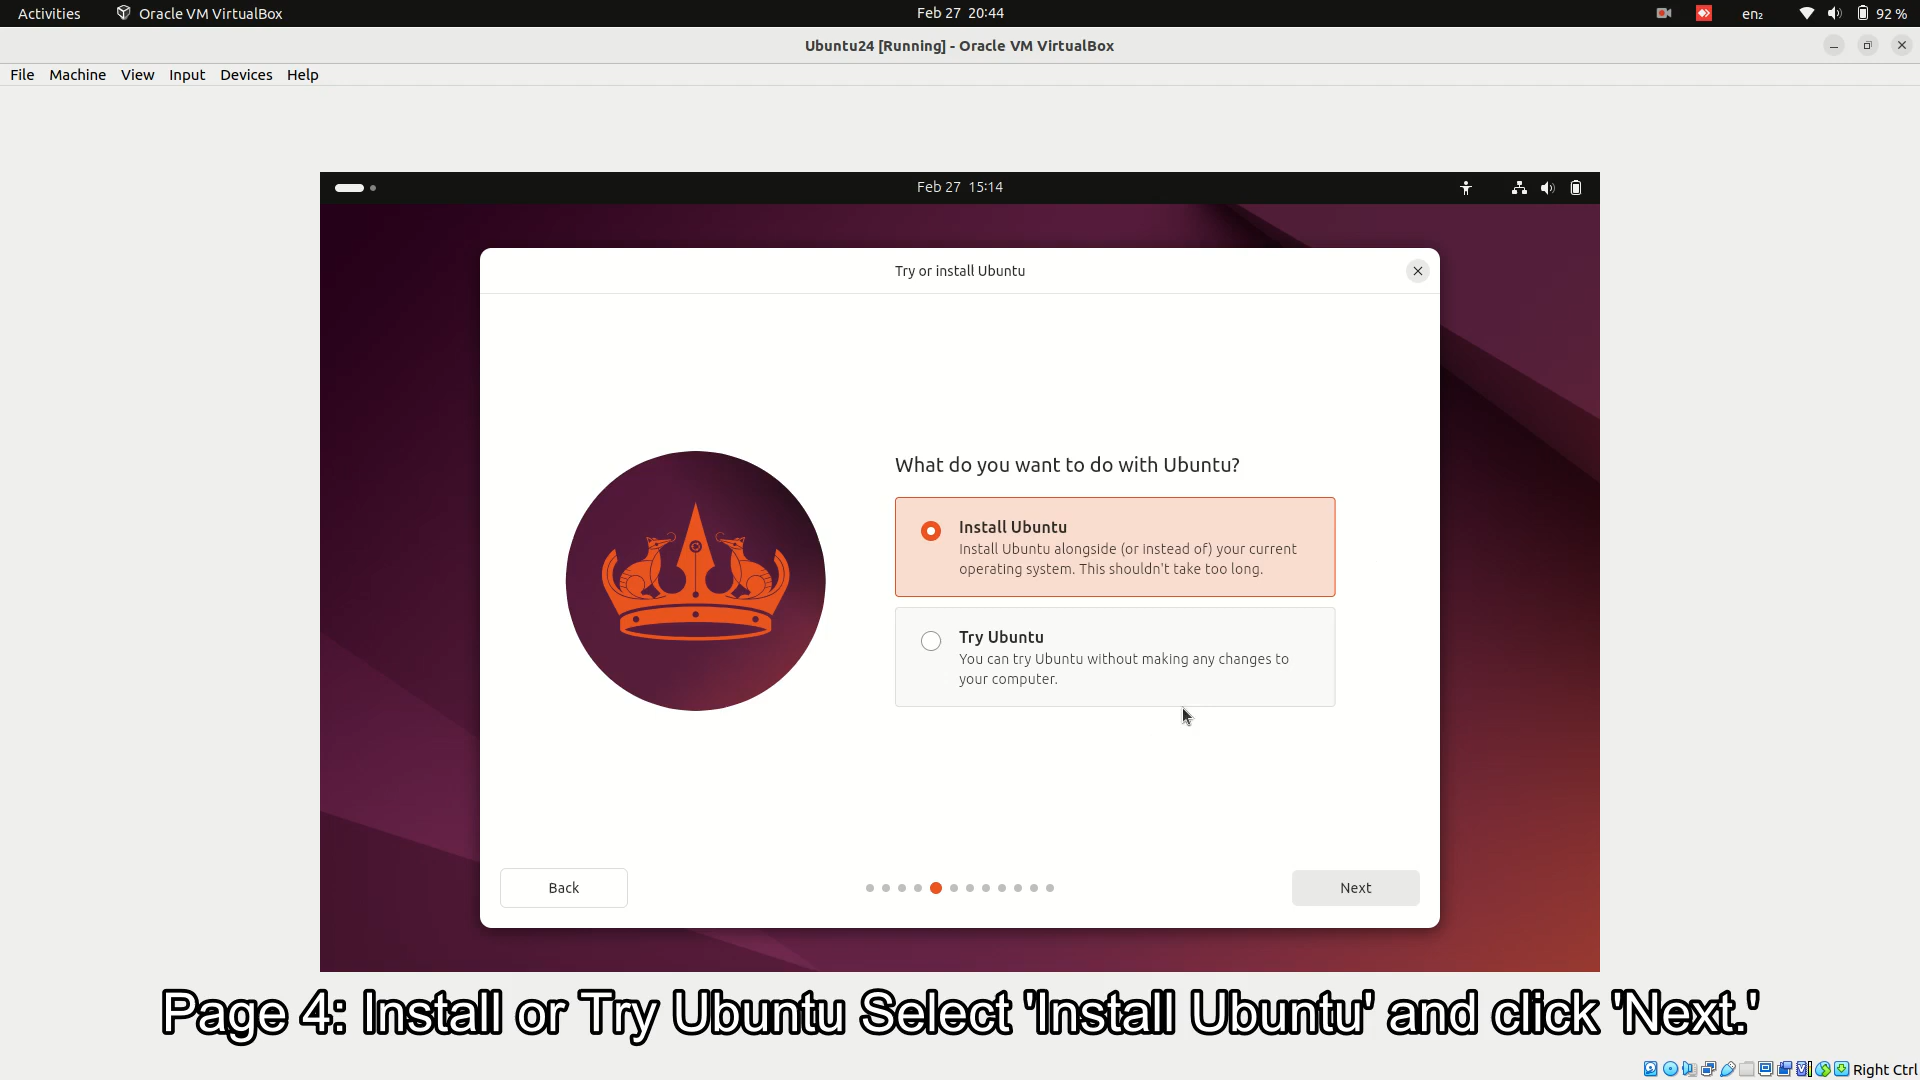 Activities
Oracle VM VirtualBox
Feb 27 20:44
en₂
92 %
Ubuntu24 [Running] - Oracle VM VirtualBox
File Machine View Input Devices Help
Feb 27 15:14
Try or install Ubuntu
What do you want to do with Ubuntu?
Install Ubuntu
Install Ubuntu alongside (or instead of) your current
operating system. This shouldn't take too long.
Try Ubuntu
You can try Ubuntu without making any changes to
your computer.
Back
Next
Page 4: Install or Try Ubuntu Select 'Install Ubuntu' and click 'Next.'
Right Ctrl